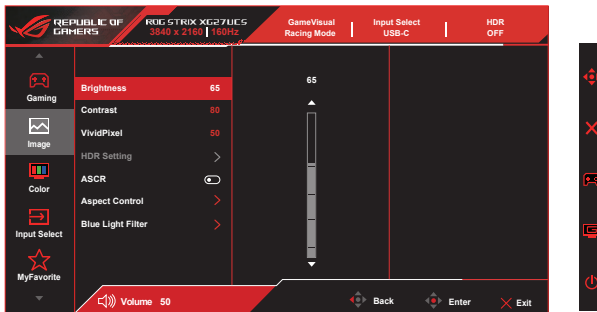 REPUBLIC OF
GAMERS
ROG STRIX XG27UCS
3840 x 2160 160Hz
GameVisual
Racing Mode
Input Select
USB-C
HDR
OFF
Gaming
Image
Color
Input Select
MyFavorite
Brightness 65
Contrast 80
VividPixel 50
HDR Setting
ASCR
Aspect Control
Blue Light Filter
65
Volume 50
Back
Enter
Exit